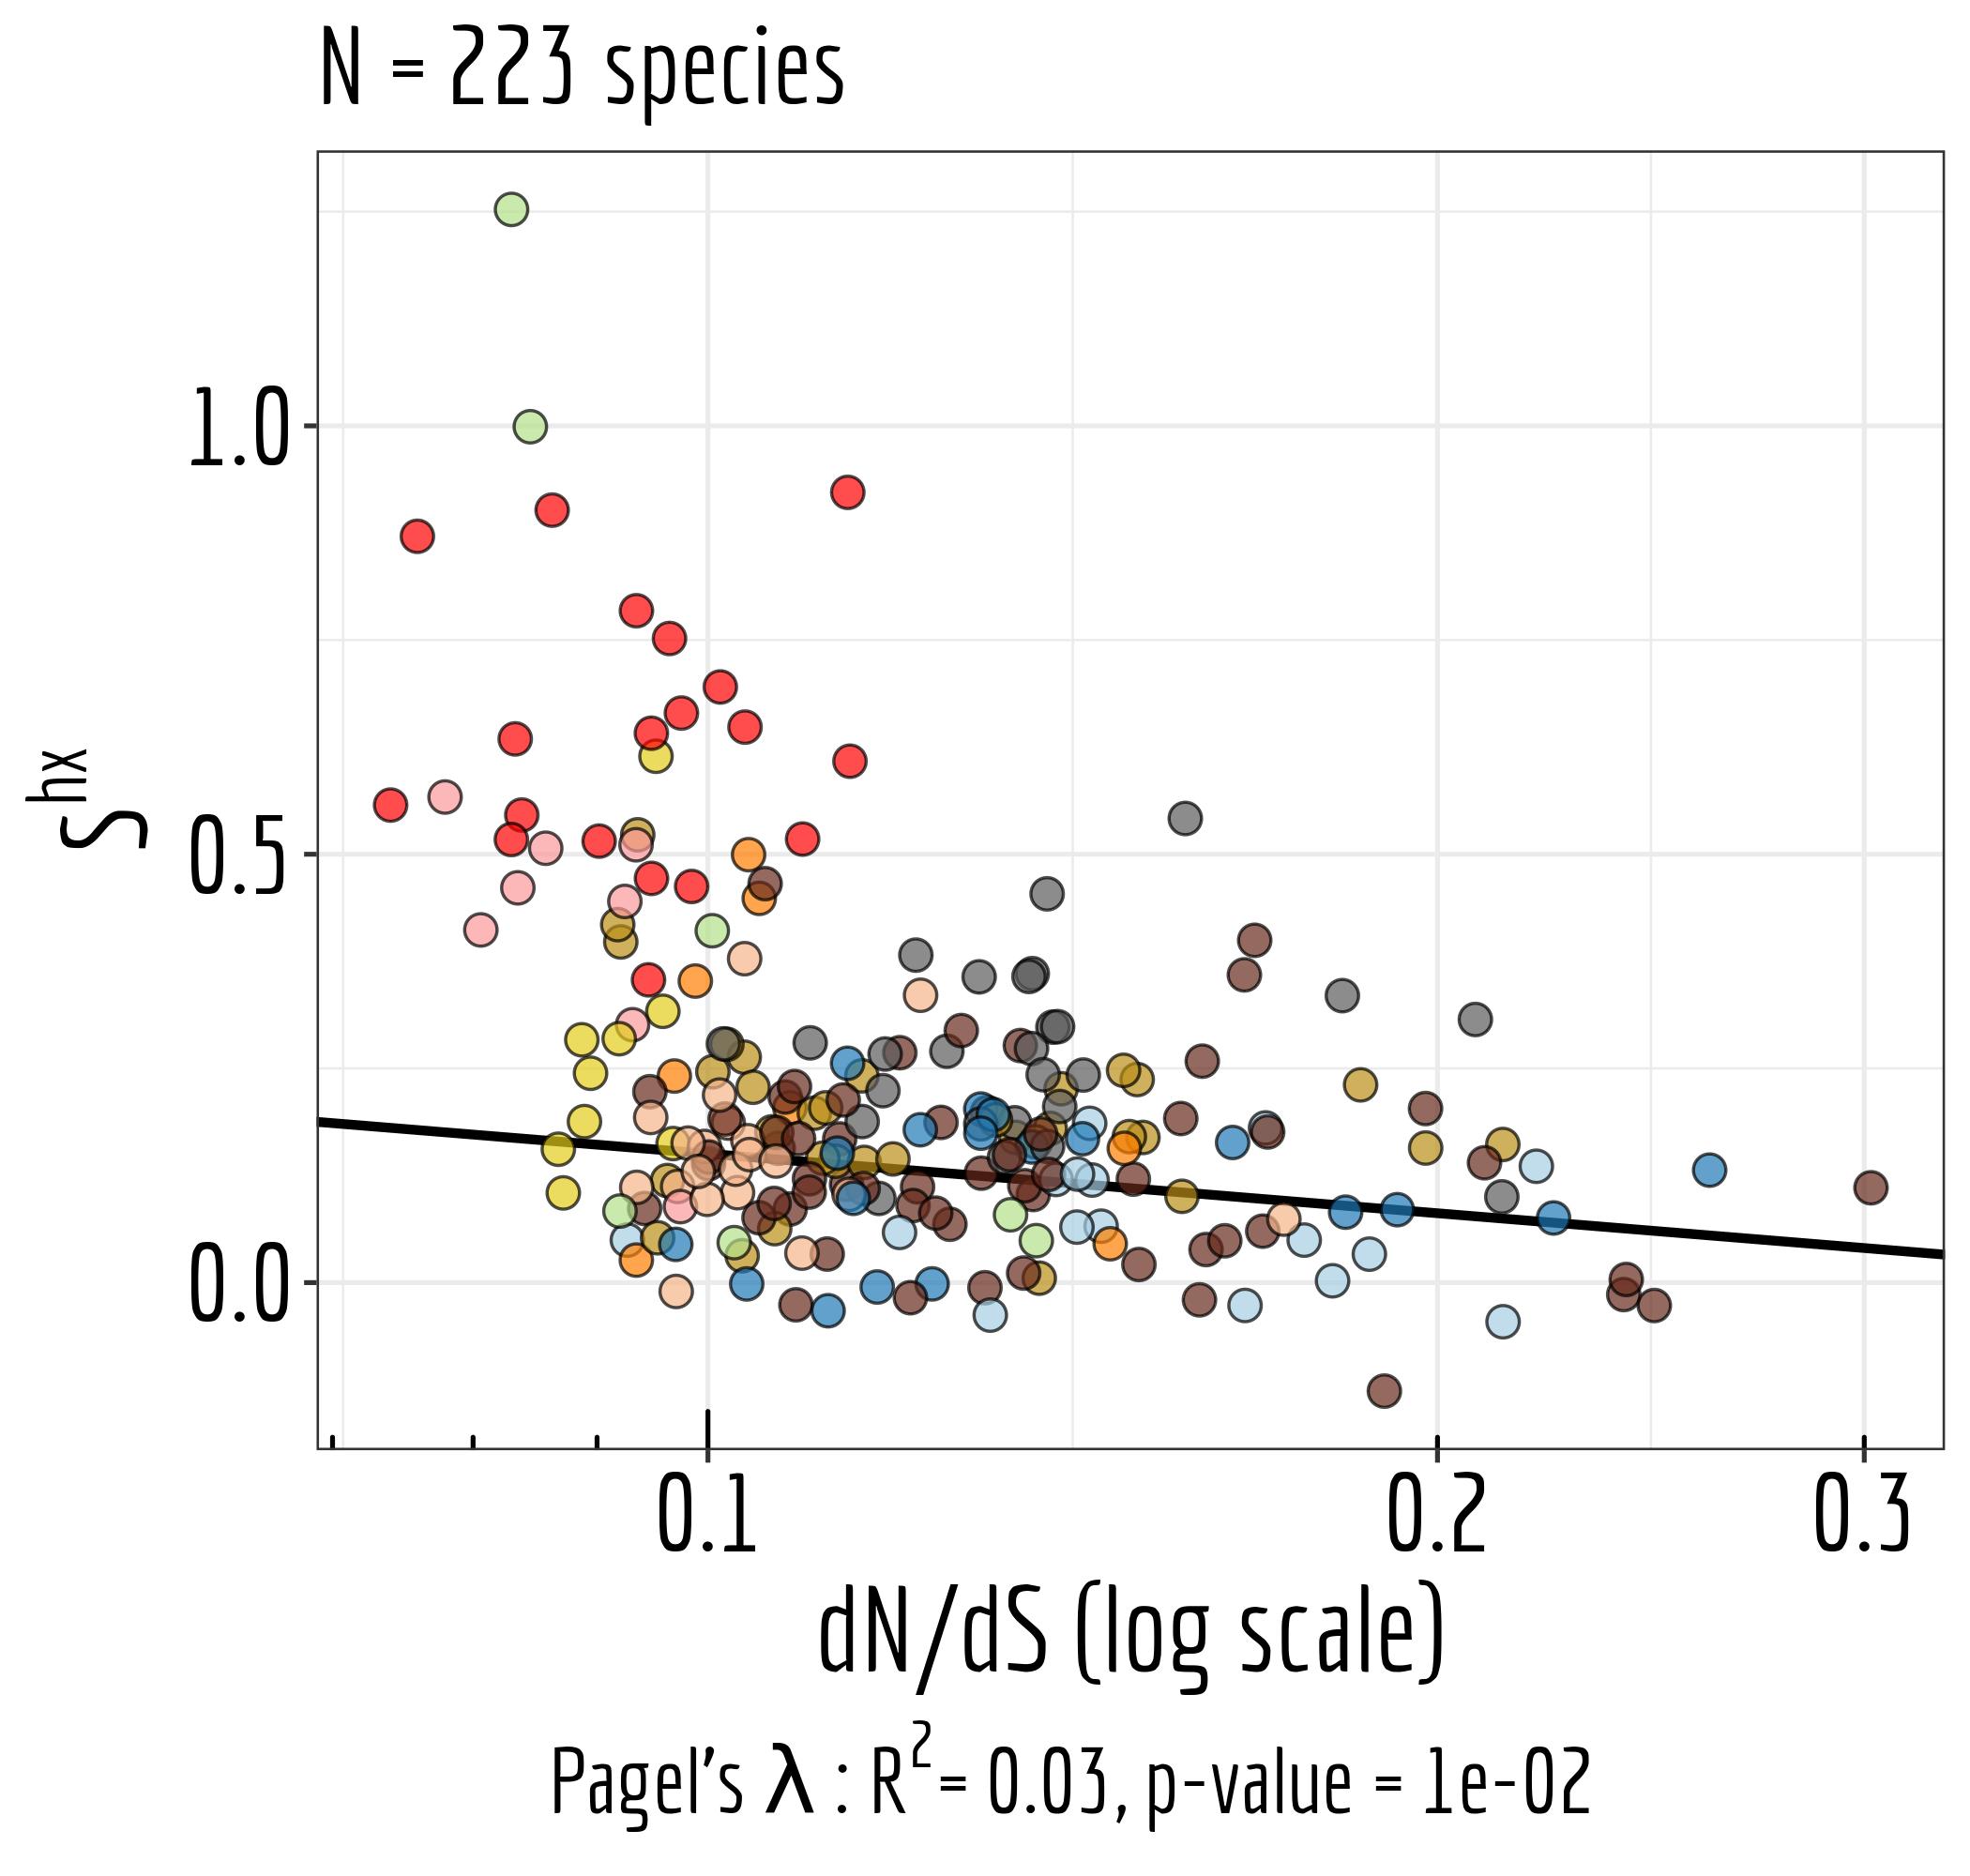 N = 223 species
1.0
0.5
0.0
S hx
0.1 0.2 0.3
dN/dS (log scale)
Pagel's λ : R² = 0.03, p-value = 1e-02